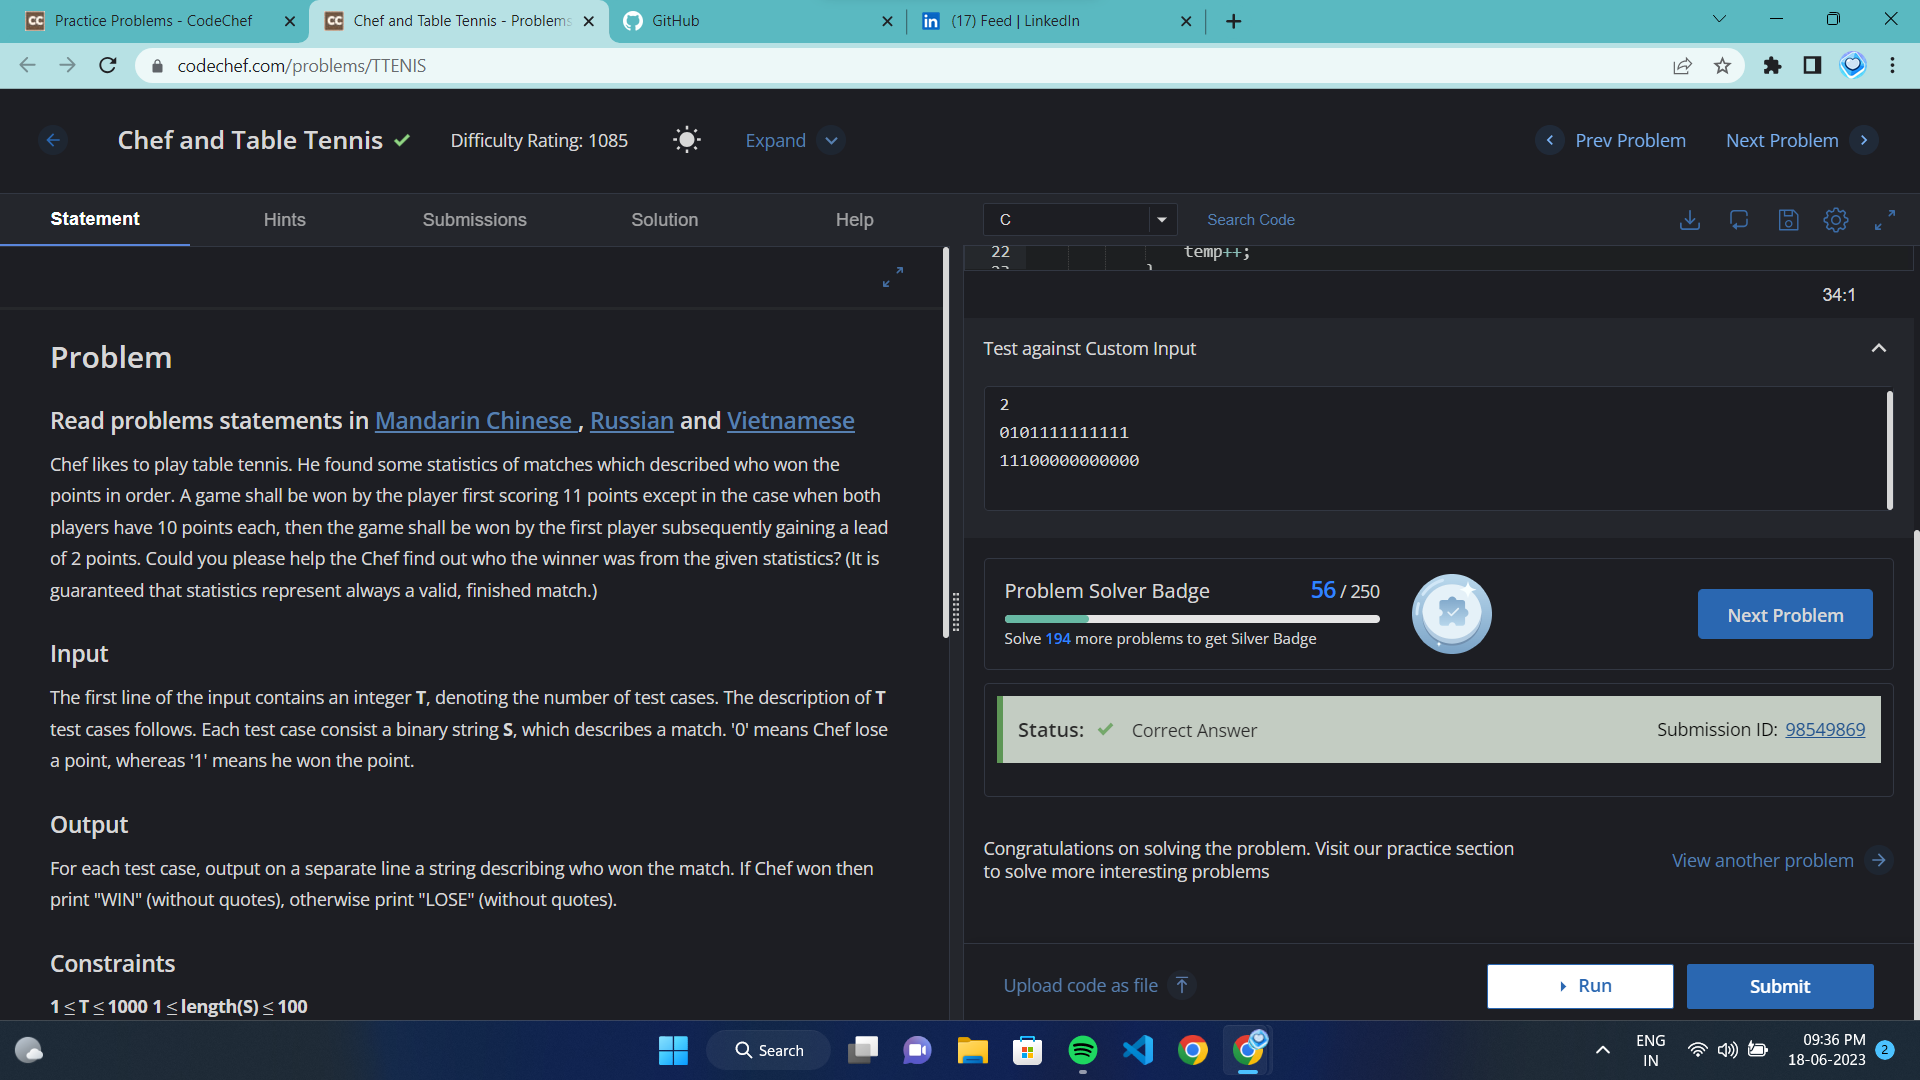 Practice Problems - CodeChef
Chef and Table Tennis - Problems
GitHub
(17) Feed | LinkedIn
codechef.com/problems/TTENIS
Chef and Table Tennis
Difficulty Rating: 1085
Expand
Prev Problem
Next Problem
Statement
Hints
Submissions
Solution
Help
C
Search Code
22 temp++;
34:1
Problem
Read problems statements in Mandarin Chinese , Russian and Vietnamese
Chef likes to play table tennis. He found some statistics of matches which described who won the
points in order. A game shall be won by the player first scoring 11 points except in the case when both
players have 10 points each, then the game shall be won by the first player subsequently gaining a lead
of 2 points. Could you please help the Chef find out who the winner was from the given statistics? (It is
guaranteed that statistics represent always a valid, finished match.)
Input
The first line of the input contains an integer T, denoting the number of test cases. The description of T
test cases follows. Each test case consist a binary string S, which describes a match. '0' means Chef lose
a point, whereas '1' means he won the point.
Output
For each test case, output on a separate line a string describing who won the match. If Chef won then
print "WIN" (without quotes), otherwise print "LOSE" (without quotes).
Constraints
1 ≤ T ≤ 1000 1 ≤ length(S) ≤ 100
Test against Custom Input
2
0101111111111
11100000000000
Problem Solver Badge
56 / 250
Solve 194 more problems to get Silver Badge
Next Problem
Status:
Correct Answer
Submission ID: 98549869
Congratulations on solving the problem. Visit our practice section
to solve more interesting problems
View another problem
Upload code as file
Run
Submit
Search
ENG
IN
09:36 PM
18-06-2023
2